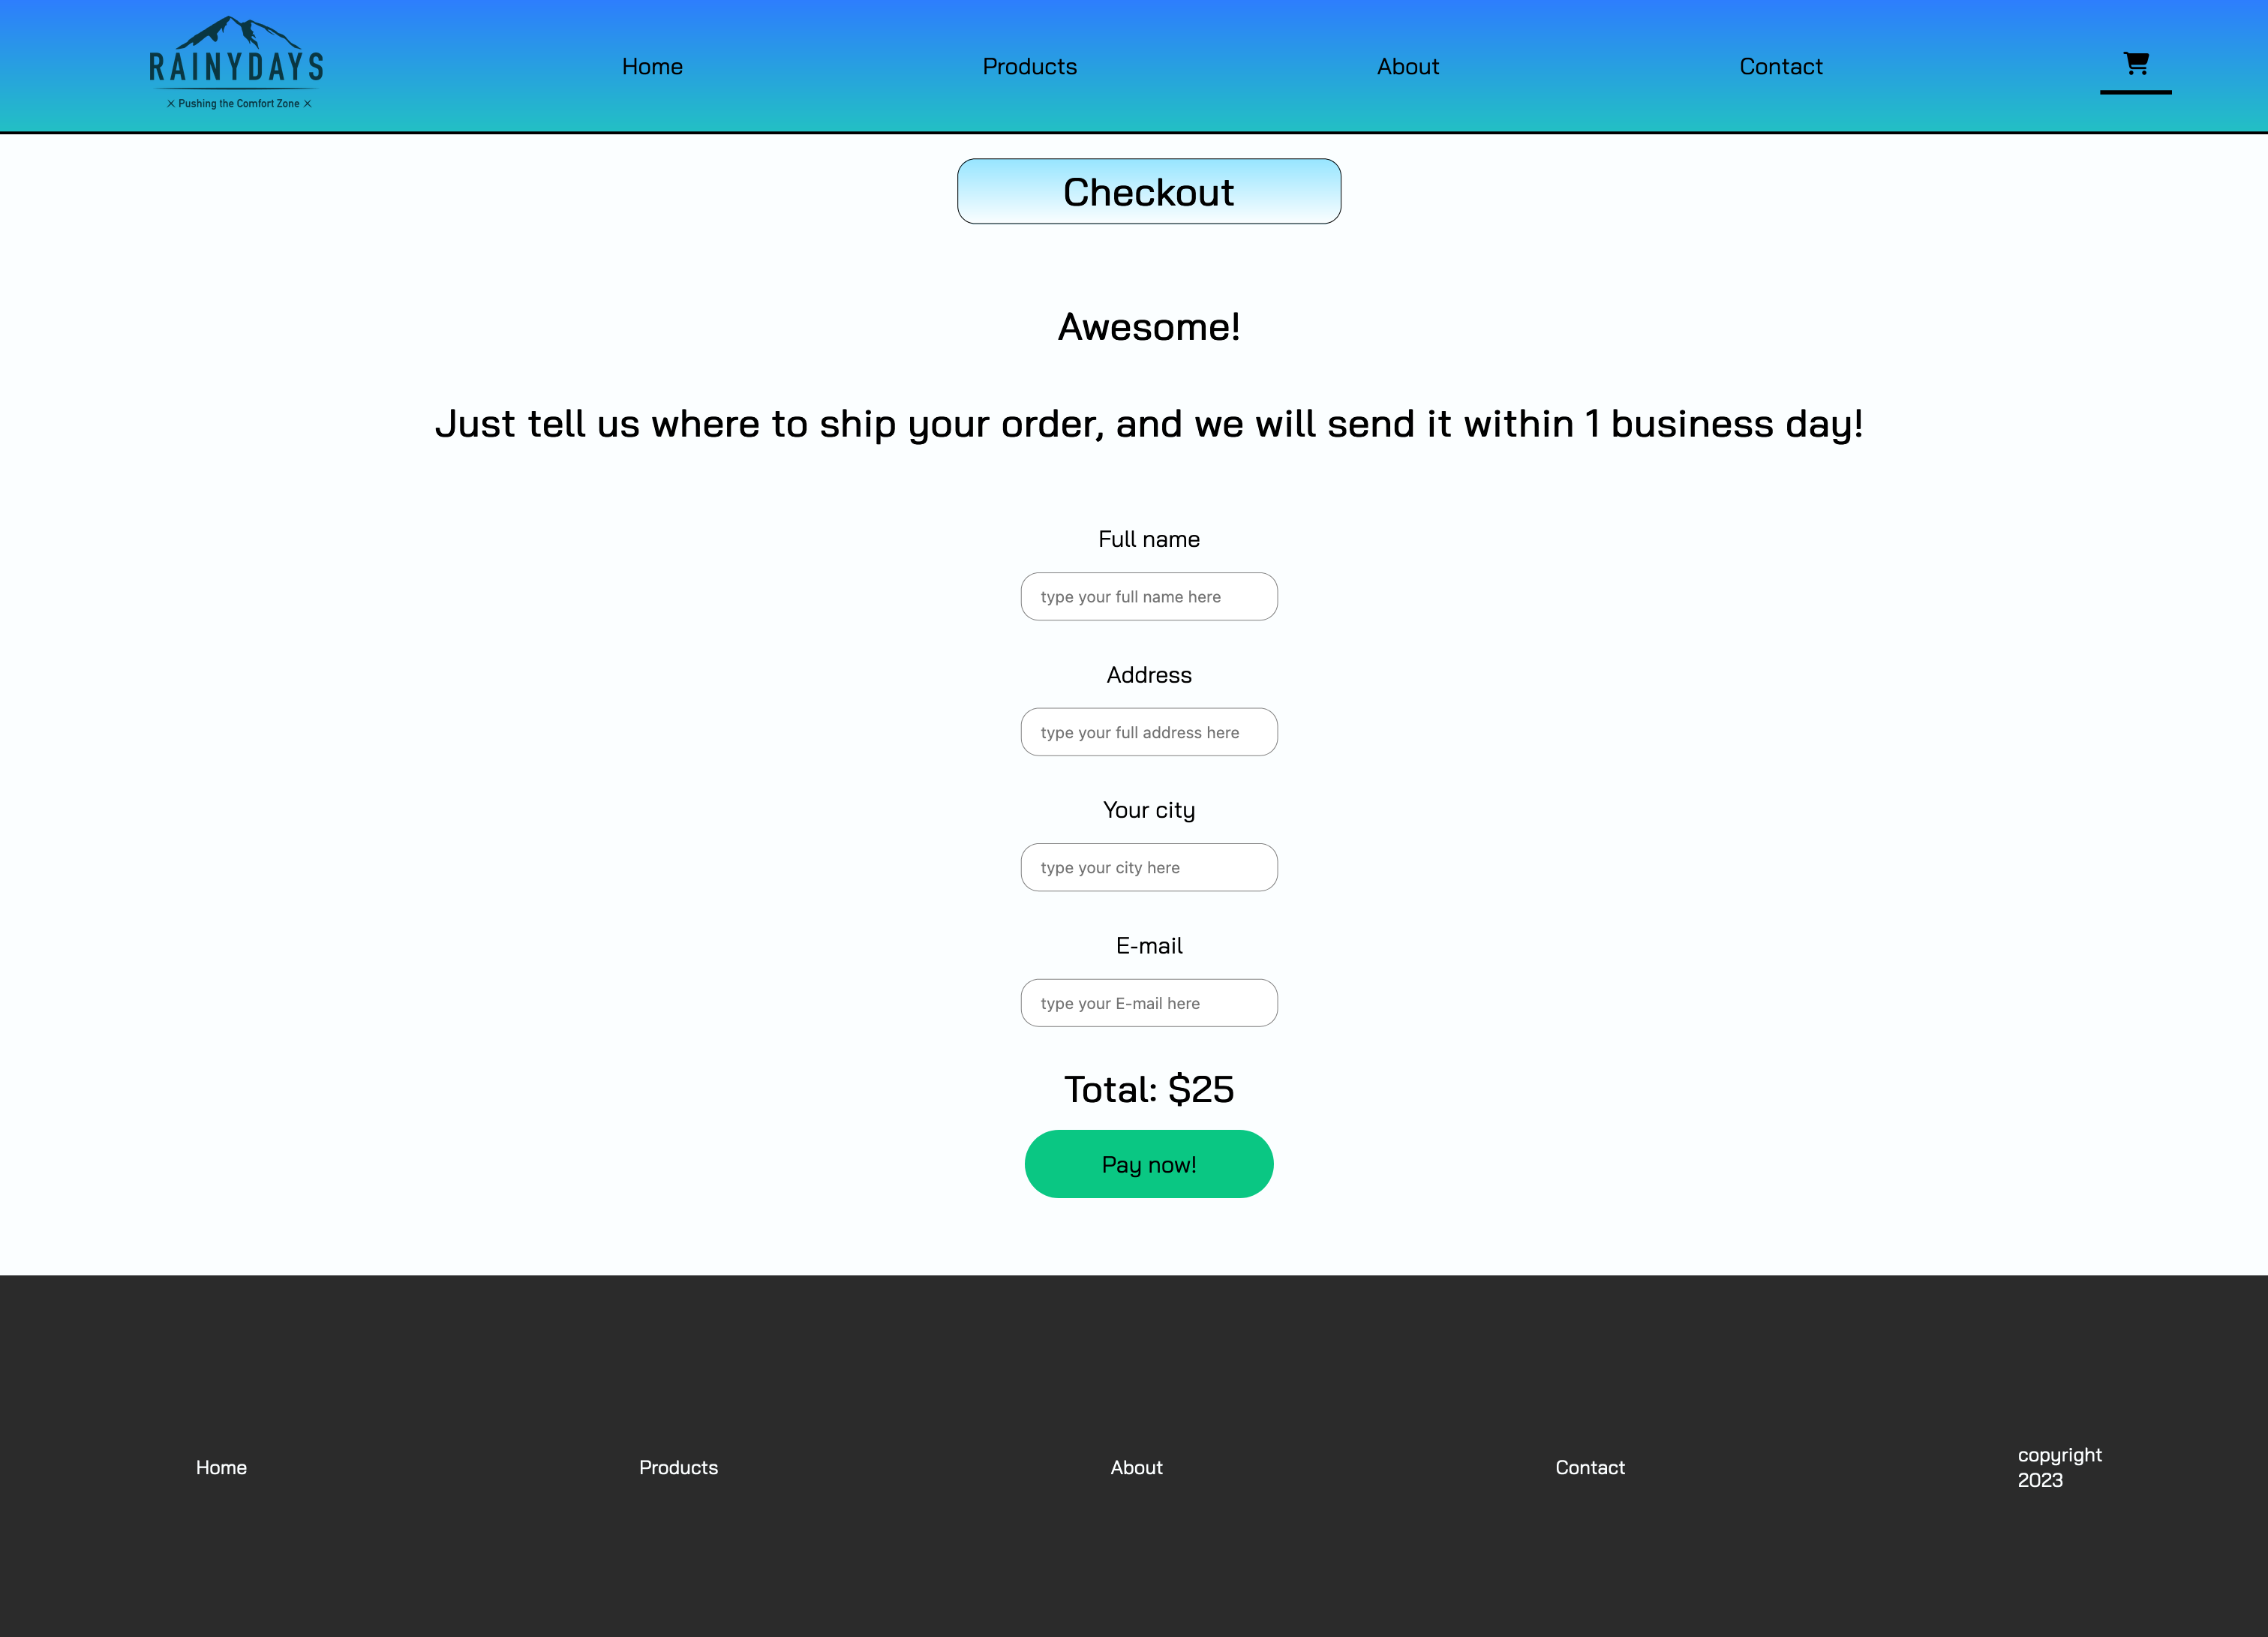 RAINYDAYS
Pushing the Comfort Zone
Home
Products
About
Contact
Checkout
Awesome!
Just tell us where to ship your order, and we will send it within 1 business day!
Full name
type your full name here
Address
type your full address here
Your city
type your city here
E-mail
type your E-mail here
Total: $25
Pay now!
Home
Products
About
Contact
copyright
2023